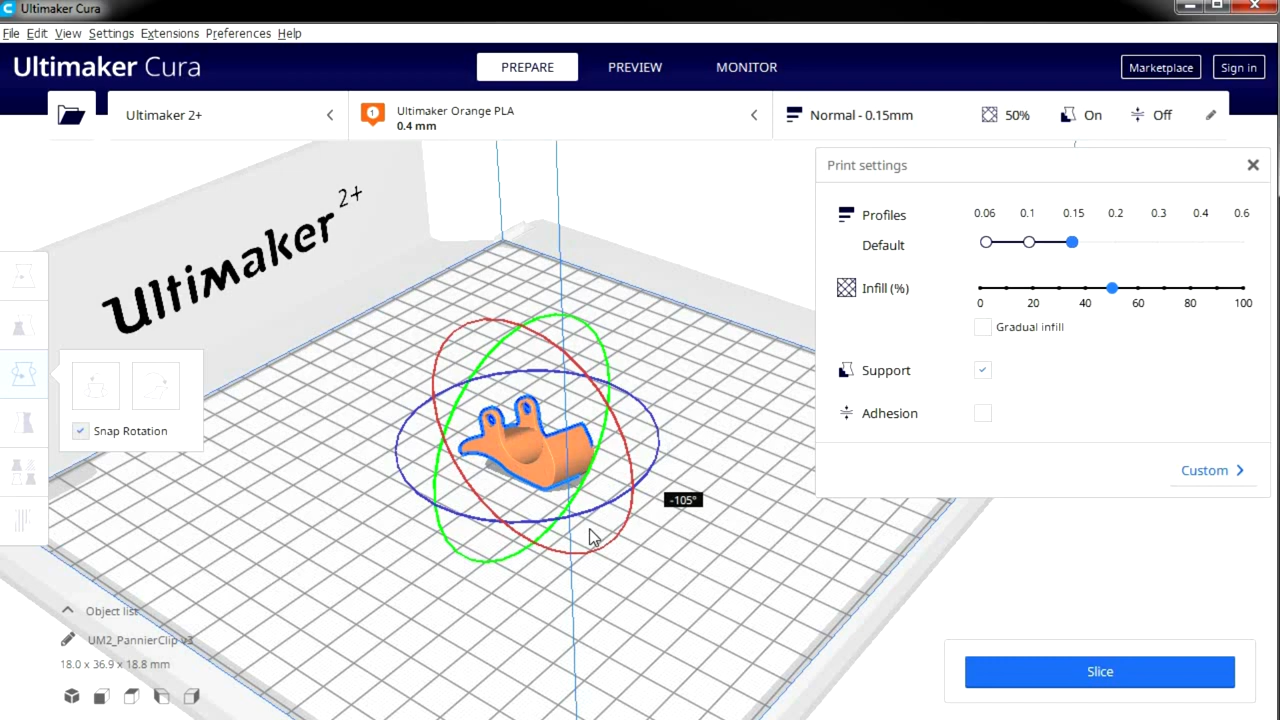 Ultimaker Cura
File Edit View Settings Extensions Preferences Help
Ultimaker Cura PREPARE PREVIEW MONITOR Marketplace Sign in
Ultimaker 2+ 1 Ultimaker Orange PLA Normal - 0.15mm 50% On Off
0.4 mm
Print settings
Ultimaker 2+
Profiles 0.06 0.1 0.15 0.2 0.3 0.4 0.6
Default
Infill (%)
0 20 40 60 80 100
Gradual infill
Support
Adhesion
Snap Rotation
Custom
-105°
Object list
UM2_PannierClip
18.0 x 36.9 x 18.8 mm
Slice